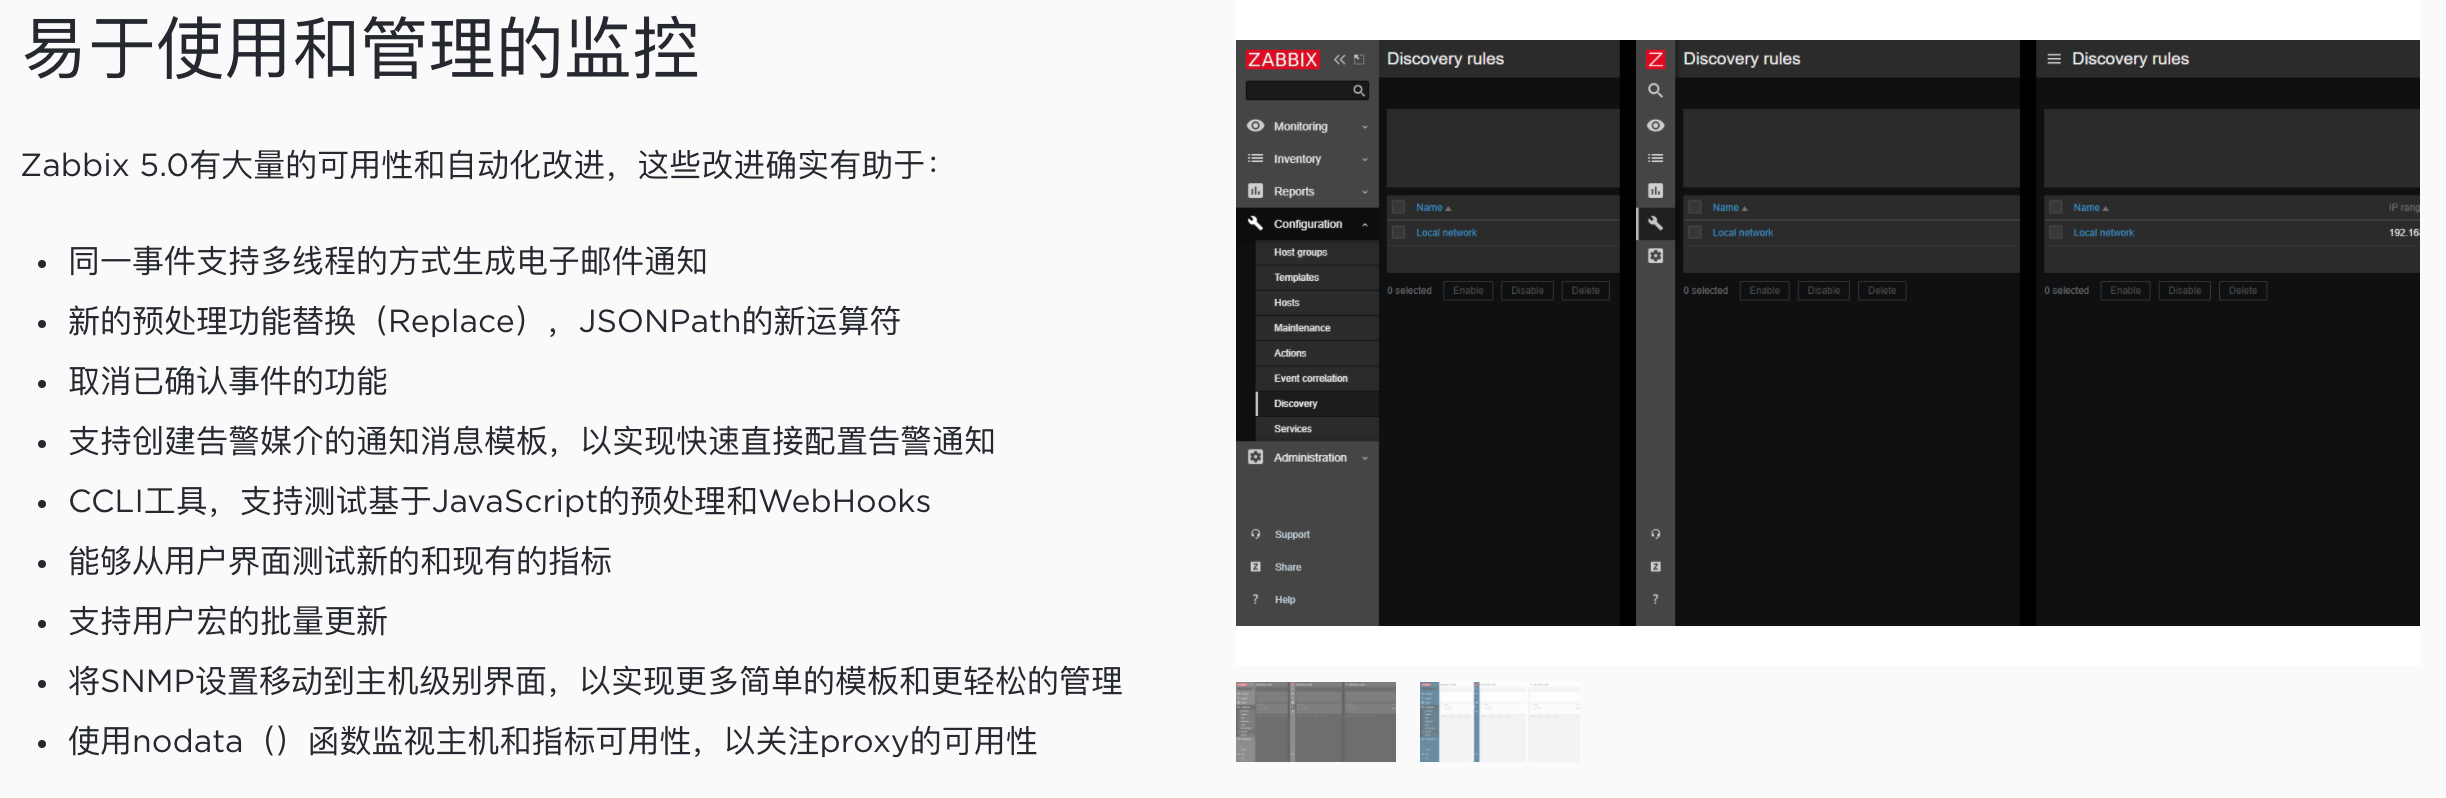 易于使用和管理的监控
Zabbix 5.0有大量的可用性和自动化改进，这些改进确实有助于：
同一事件支持多线程的方式生成电子邮件通知
新的预处理功能替换（Replace），JSONPath的新运算符
取消已确认事件的功能
支持创建告警媒介的通知消息模板，以实现快速直接配置告警通知
CCLI工具，支持测试基于JavaScript的预处理和WebHooks
能够从用户界面测试新的和现有的指标
支持用户宏的批量更新
将SNMP设置移动到主机级别界面，以实现更多简单的模板和更轻松的管理
使用nodata（）函数监视主机和指标可用性，以关注proxy的可用性
ZABBIX
Monitoring
Inventory
Reports
Configuration
Host groups
Templates
Hosts
Maintenance
Actions
Event correlation
Discovery
Services
Administration
Support
Share
Help
Discovery rules
Name
Local network
0 selected Enable Disable Delete
Z
Discovery rules
Name
Local network
0 selected Enable Disable Delete
Discovery rules
Name IP rang
Local network 192.16
0 selected Enable Disable Delete